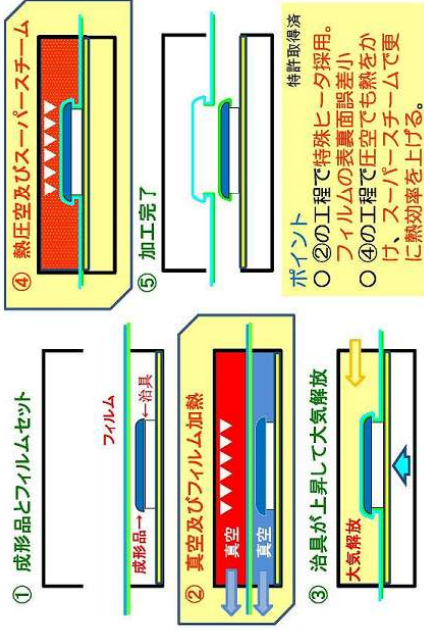 ① 成形品とフィルムセット
フィルム
成形品→
←治具
② 真空及びフィルム加熱
真空
真空
③ 治具が上昇して大気解放
大気解放
④ 熱圧空及びスーパースチーム
⑤ 加工完了
特許取得済
ポイント
○ ②の工程で特殊ヒータ採用。
フィルムの表裏面誤差小
○ ④の工程で圧空でも熱をか
け、スーパースチームで更
に熱効率を上げる。